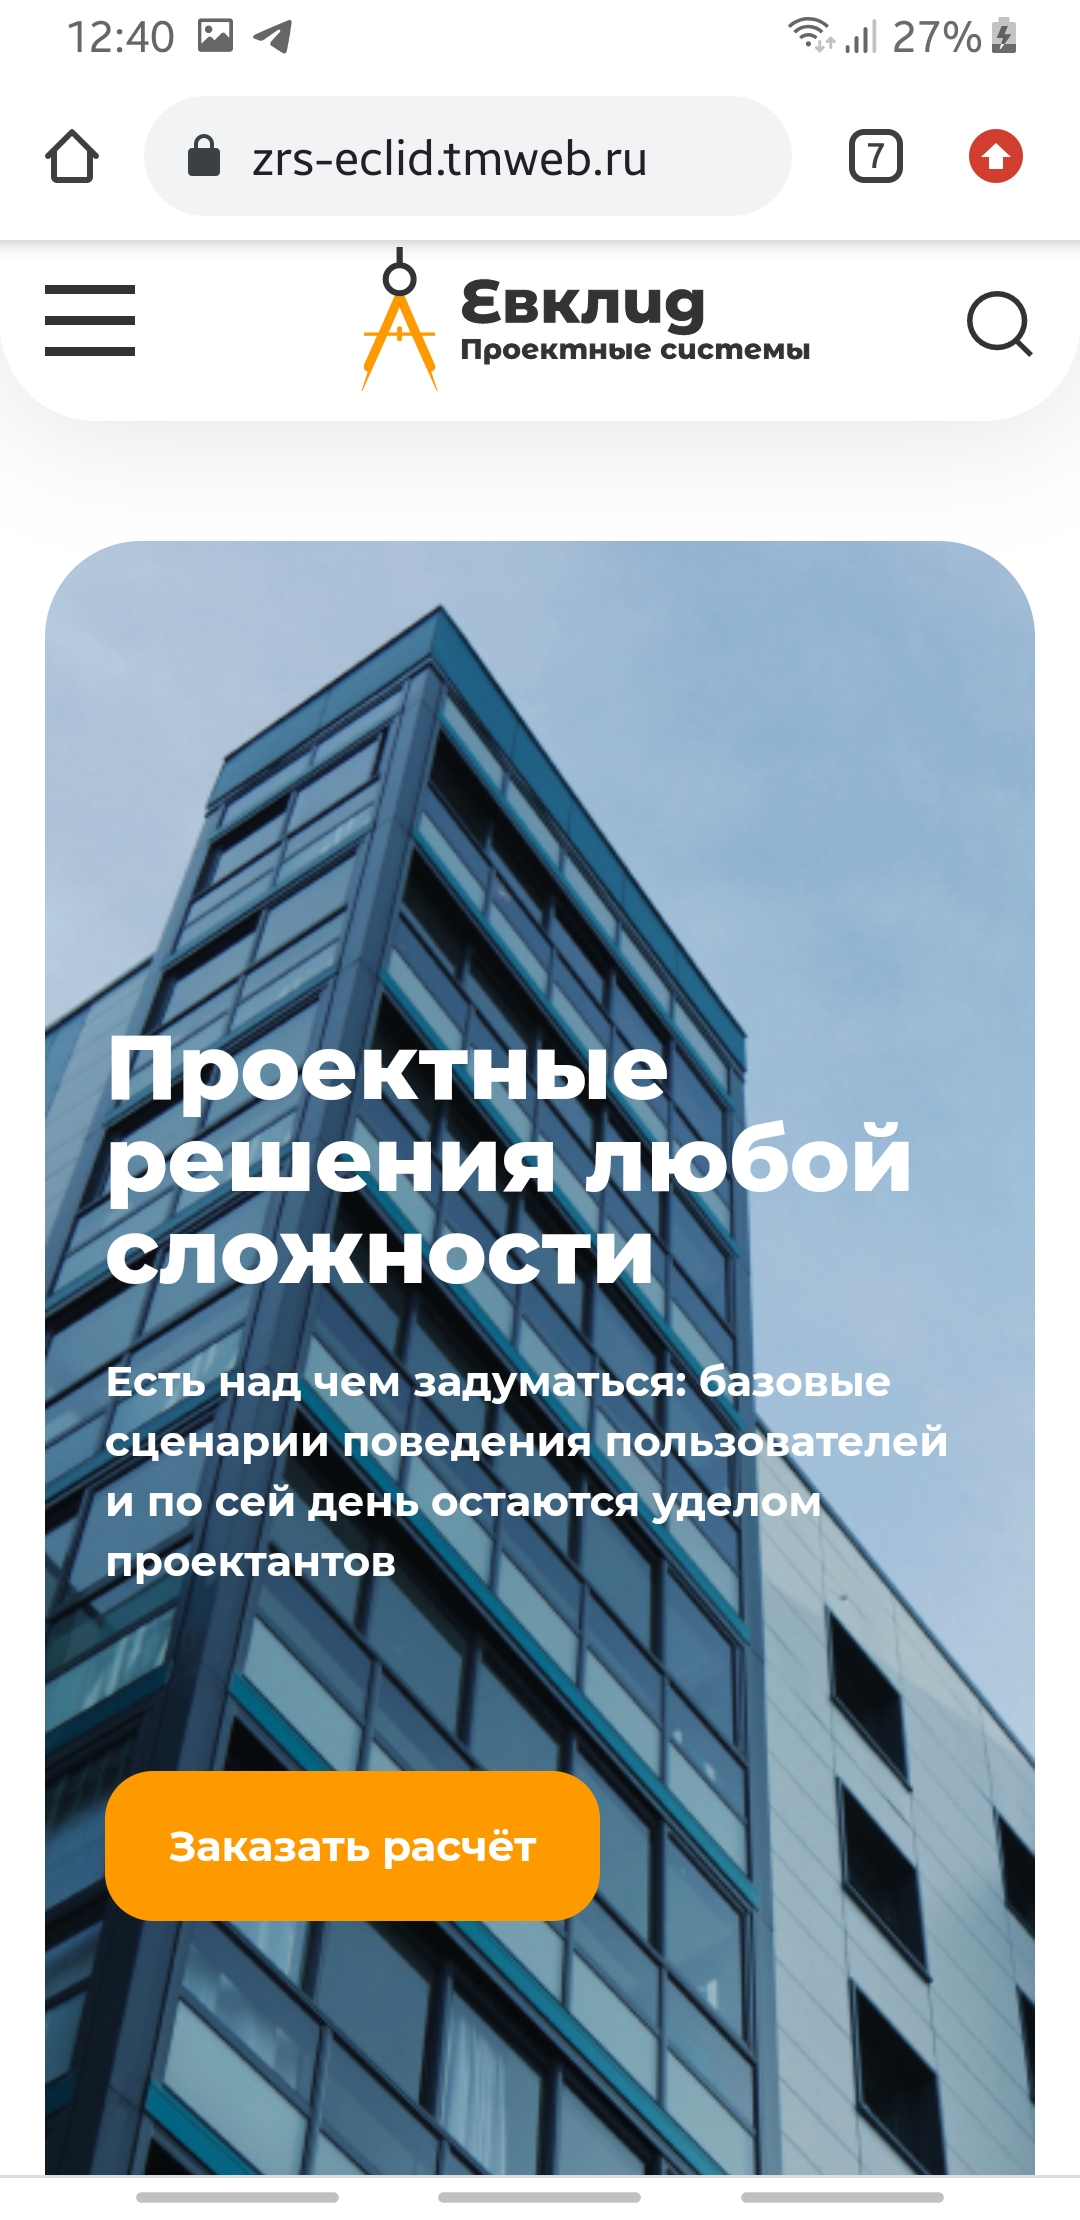 12:40
27%
zrs-eclid.tmweb.ru
7
Евклид
Проектные системы
Проектные
решения любой
сложности
Есть над чем задуматься: базовые
сценарии поведения пользователей
и по сей день остаются уделом
проектантов
Заказать расчёт